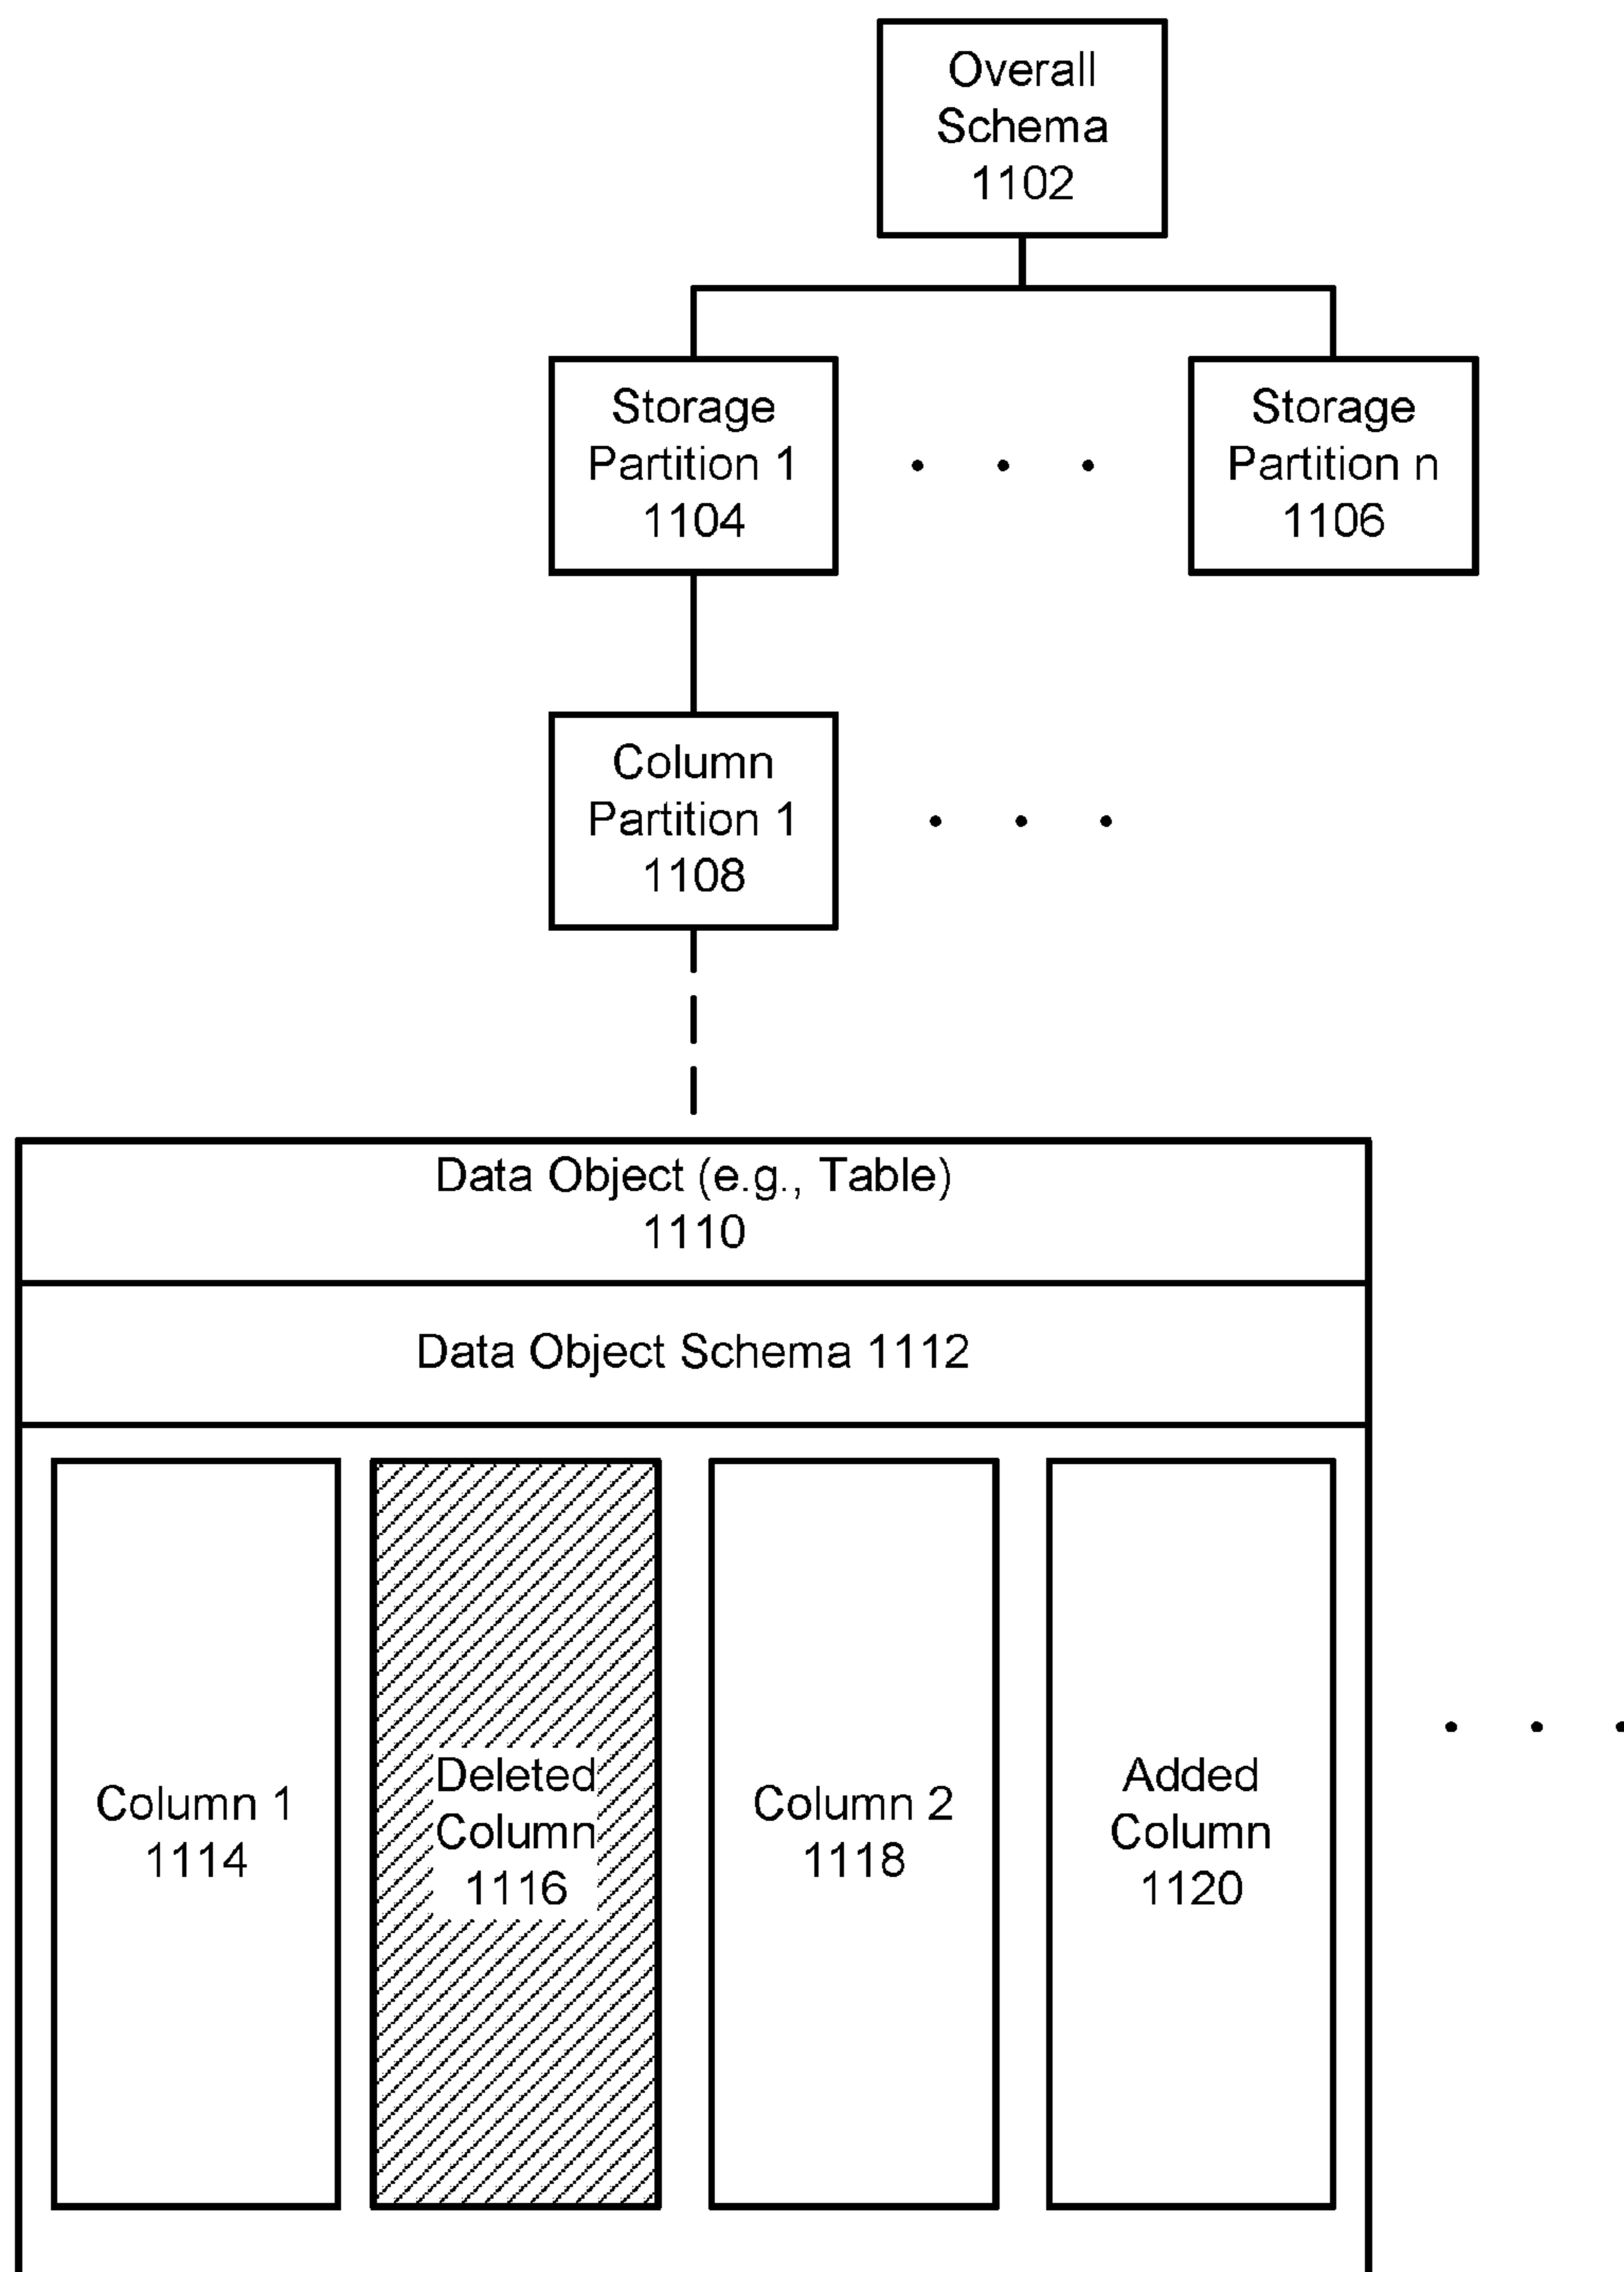 Overall
Schema
1102
Storage
Partition 1
1104
Storage
Partition n
1106
Column
Partition 1
1108
Data Object (e.g., Table)
1110
Data Object Schema 1112
Column 1
1114
Deleted
Column
1116
Column 2
1118
Added
Column
1120